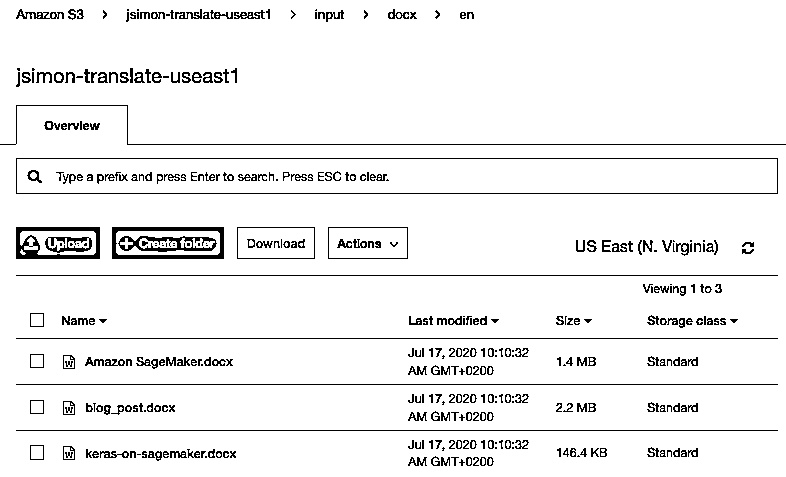 Amazon S3 > jsimon-translate-useast1 > input > docx > en
jsimon-translate-useast1
Overview
Type a prefix and press Enter to search. Press ESC to clear.
Upload Create folder Download Actions US East (N. Virginia)
Viewing 1 to 3
Name Last modified Size Storage class
Amazon SageMaker.docx Jul 17, 2020 10:10:32 AM GMT+0200 1.4 MB Standard
blog_post.docx Jul 17, 2020 10:10:32 AM GMT+0200 2.2 MB Standard
keras-on-sagemaker.docx Jul 17, 2020 10:10:32 AM GMT+0200 146.4 KB Standard